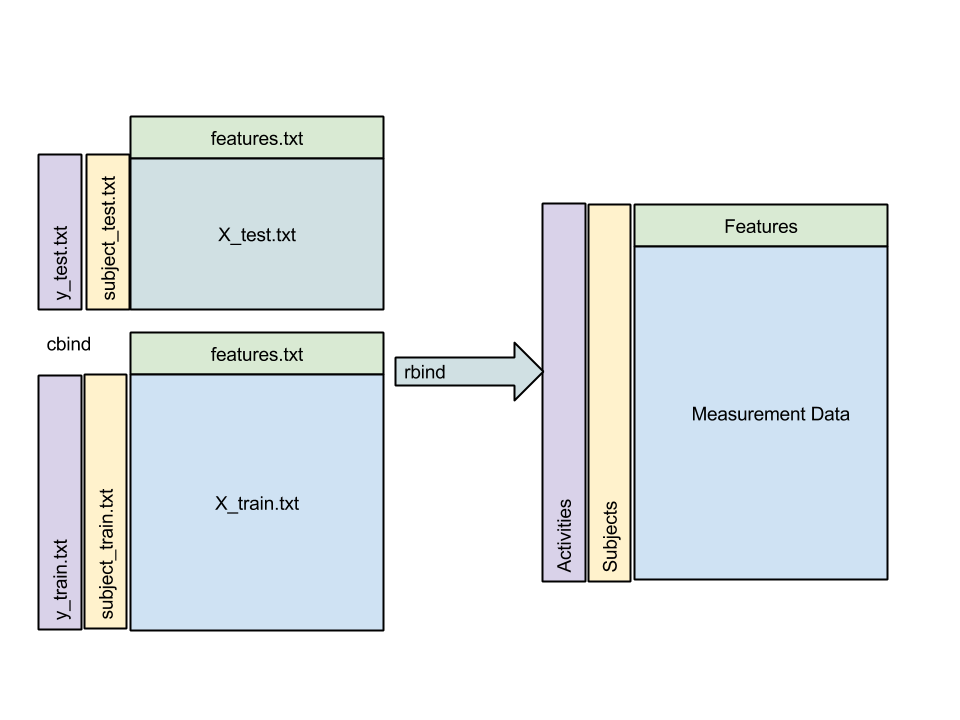 features.txt
y_test.txt
subject_test.txt
X_test.txt
cbind
features.txt
y_train.txt
subject_train.txt
X_train.txt
rbind
Activities
Subjects
Features
Measurement Data